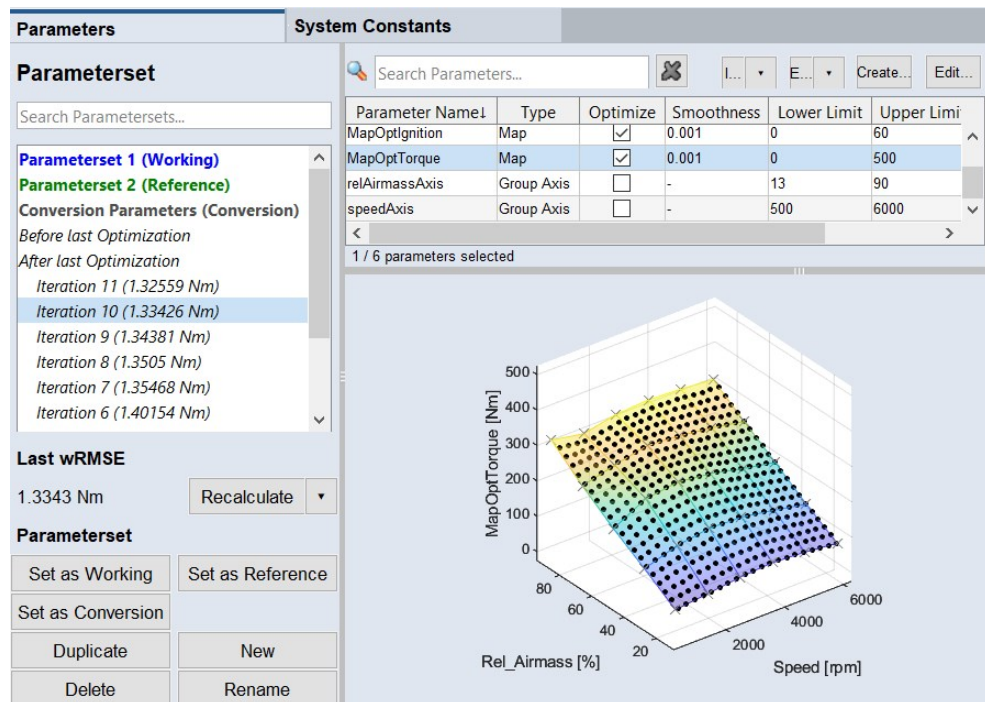 Parameters
System Constants
Parameterset
Search Parametersets...
Parameterset 1 (Working)
Parameterset 2 (Reference)
Conversion Parameters (Conversion)
Before last Optimization
After last Optimization
Iteration 11 (1.32559 Nm)
Iteration 10 (1.33426 Nm)
Iteration 9 (1.34381 Nm)
Iteration 8 (1.3505 Nm)
Iteration 7 (1.35468 Nm)
Iteration 6 (1.40154 Nm)
Last wRMSE
1.3343 Nm Recalculate
Parameterset
Set as Working Set as Reference
Set as Conversion
Duplicate New
Delete Rename
Search Parameters... I... E... Create... Edit...
Parameter Name↓ Type Optimize Smoothness Lower Limit Upper Limit
MapOptIgnition Map 0.001 0 60
MapOptTorque Map 0.001 0 500
relAirmassAxis Group Axis - 13 90
speedAxis Group Axis - 500 6000
1 / 6 parameters selected
MapOptTorque [Nm]
500
400
300
200
100
0
80
60
40
20
Rel_Airmass [%]
2000
4000
6000
Speed [rpm]